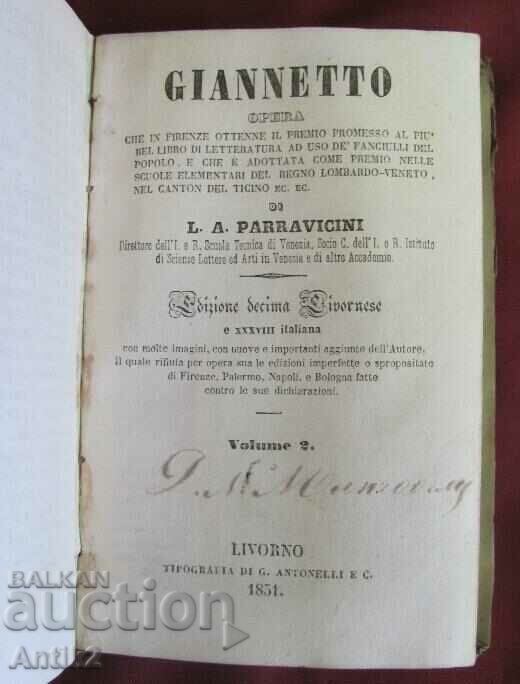 GIANNETTO
OPERA
CHE IN FIRENZE OTTENNE IL PREMIO PROMESSO AL PIU'
BEL LIBRO DI LETTERATURA AD USO DE' FANCIULLI DEL
POPOLO, E CHE È ADOTTATA COME PREMIO NELLE
SCUOLE ELEMENTARI DEL REGNO LOMBARDO-VENETO,
NEL CANTON DEL TICINO EC. EC.
DI
L. A. PARRAVICINI
Direttore dell'I. e R. Scuola Tecnica di Venezia, Socio C. dell'I. e R. Istituto
di Scienze Lettere ed Arti in Venezia e di altre Accademie.
Edizione decima Livornese
e XXXVIII italiana
con molte imagini, con nuove e importanti aggiunte dell'Autore,
il quale rifiuta per opera sua le edizioni imperfette o spropositate
di Firenze, Palermo, Napoli, e Bologna fatte
contro le sue dichiarazioni.
Volume 2.
LIVORNO
TIPOGRAFIA DI G. ANTONELLI E C.
1851.
BALKAN
auction
Antik2